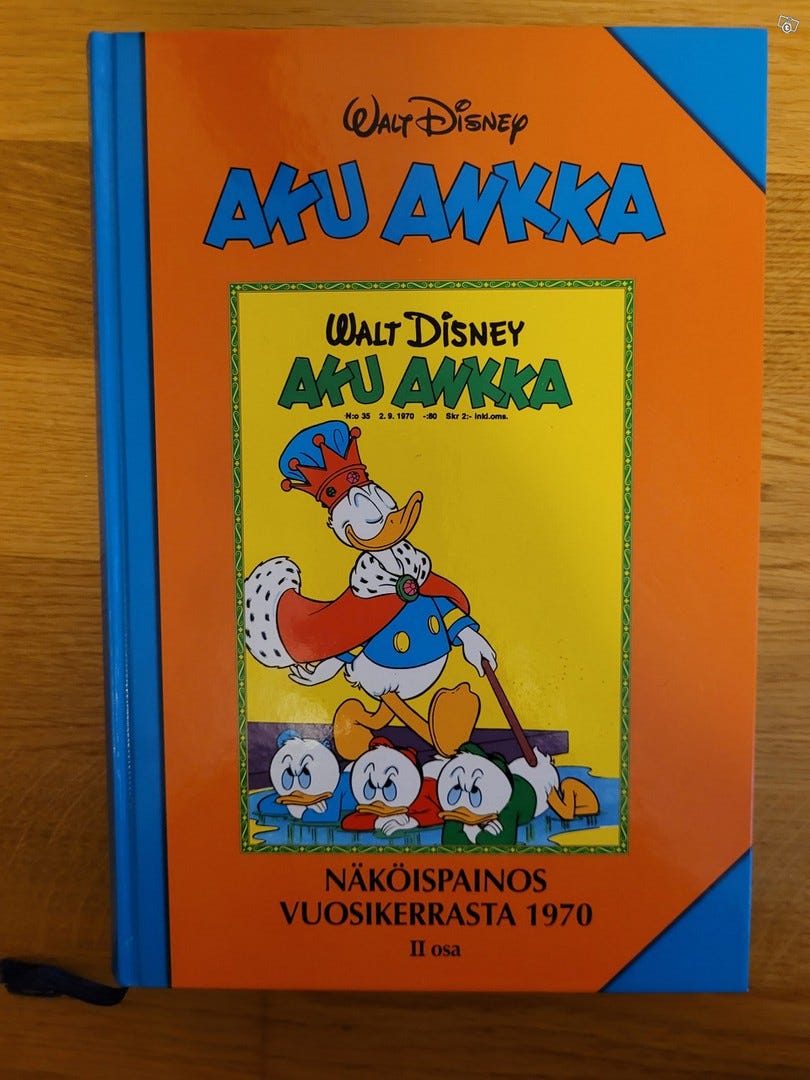 WALT DISNEY
AKU ANKKA
WALT DISNEY
AKU ANKKA
N:o 35 2. 9. 1970 -:80 Skr 2:- inkl.oms.
NÄKÖISPAINOS
VUOSIKERRASTA 1970
II osa